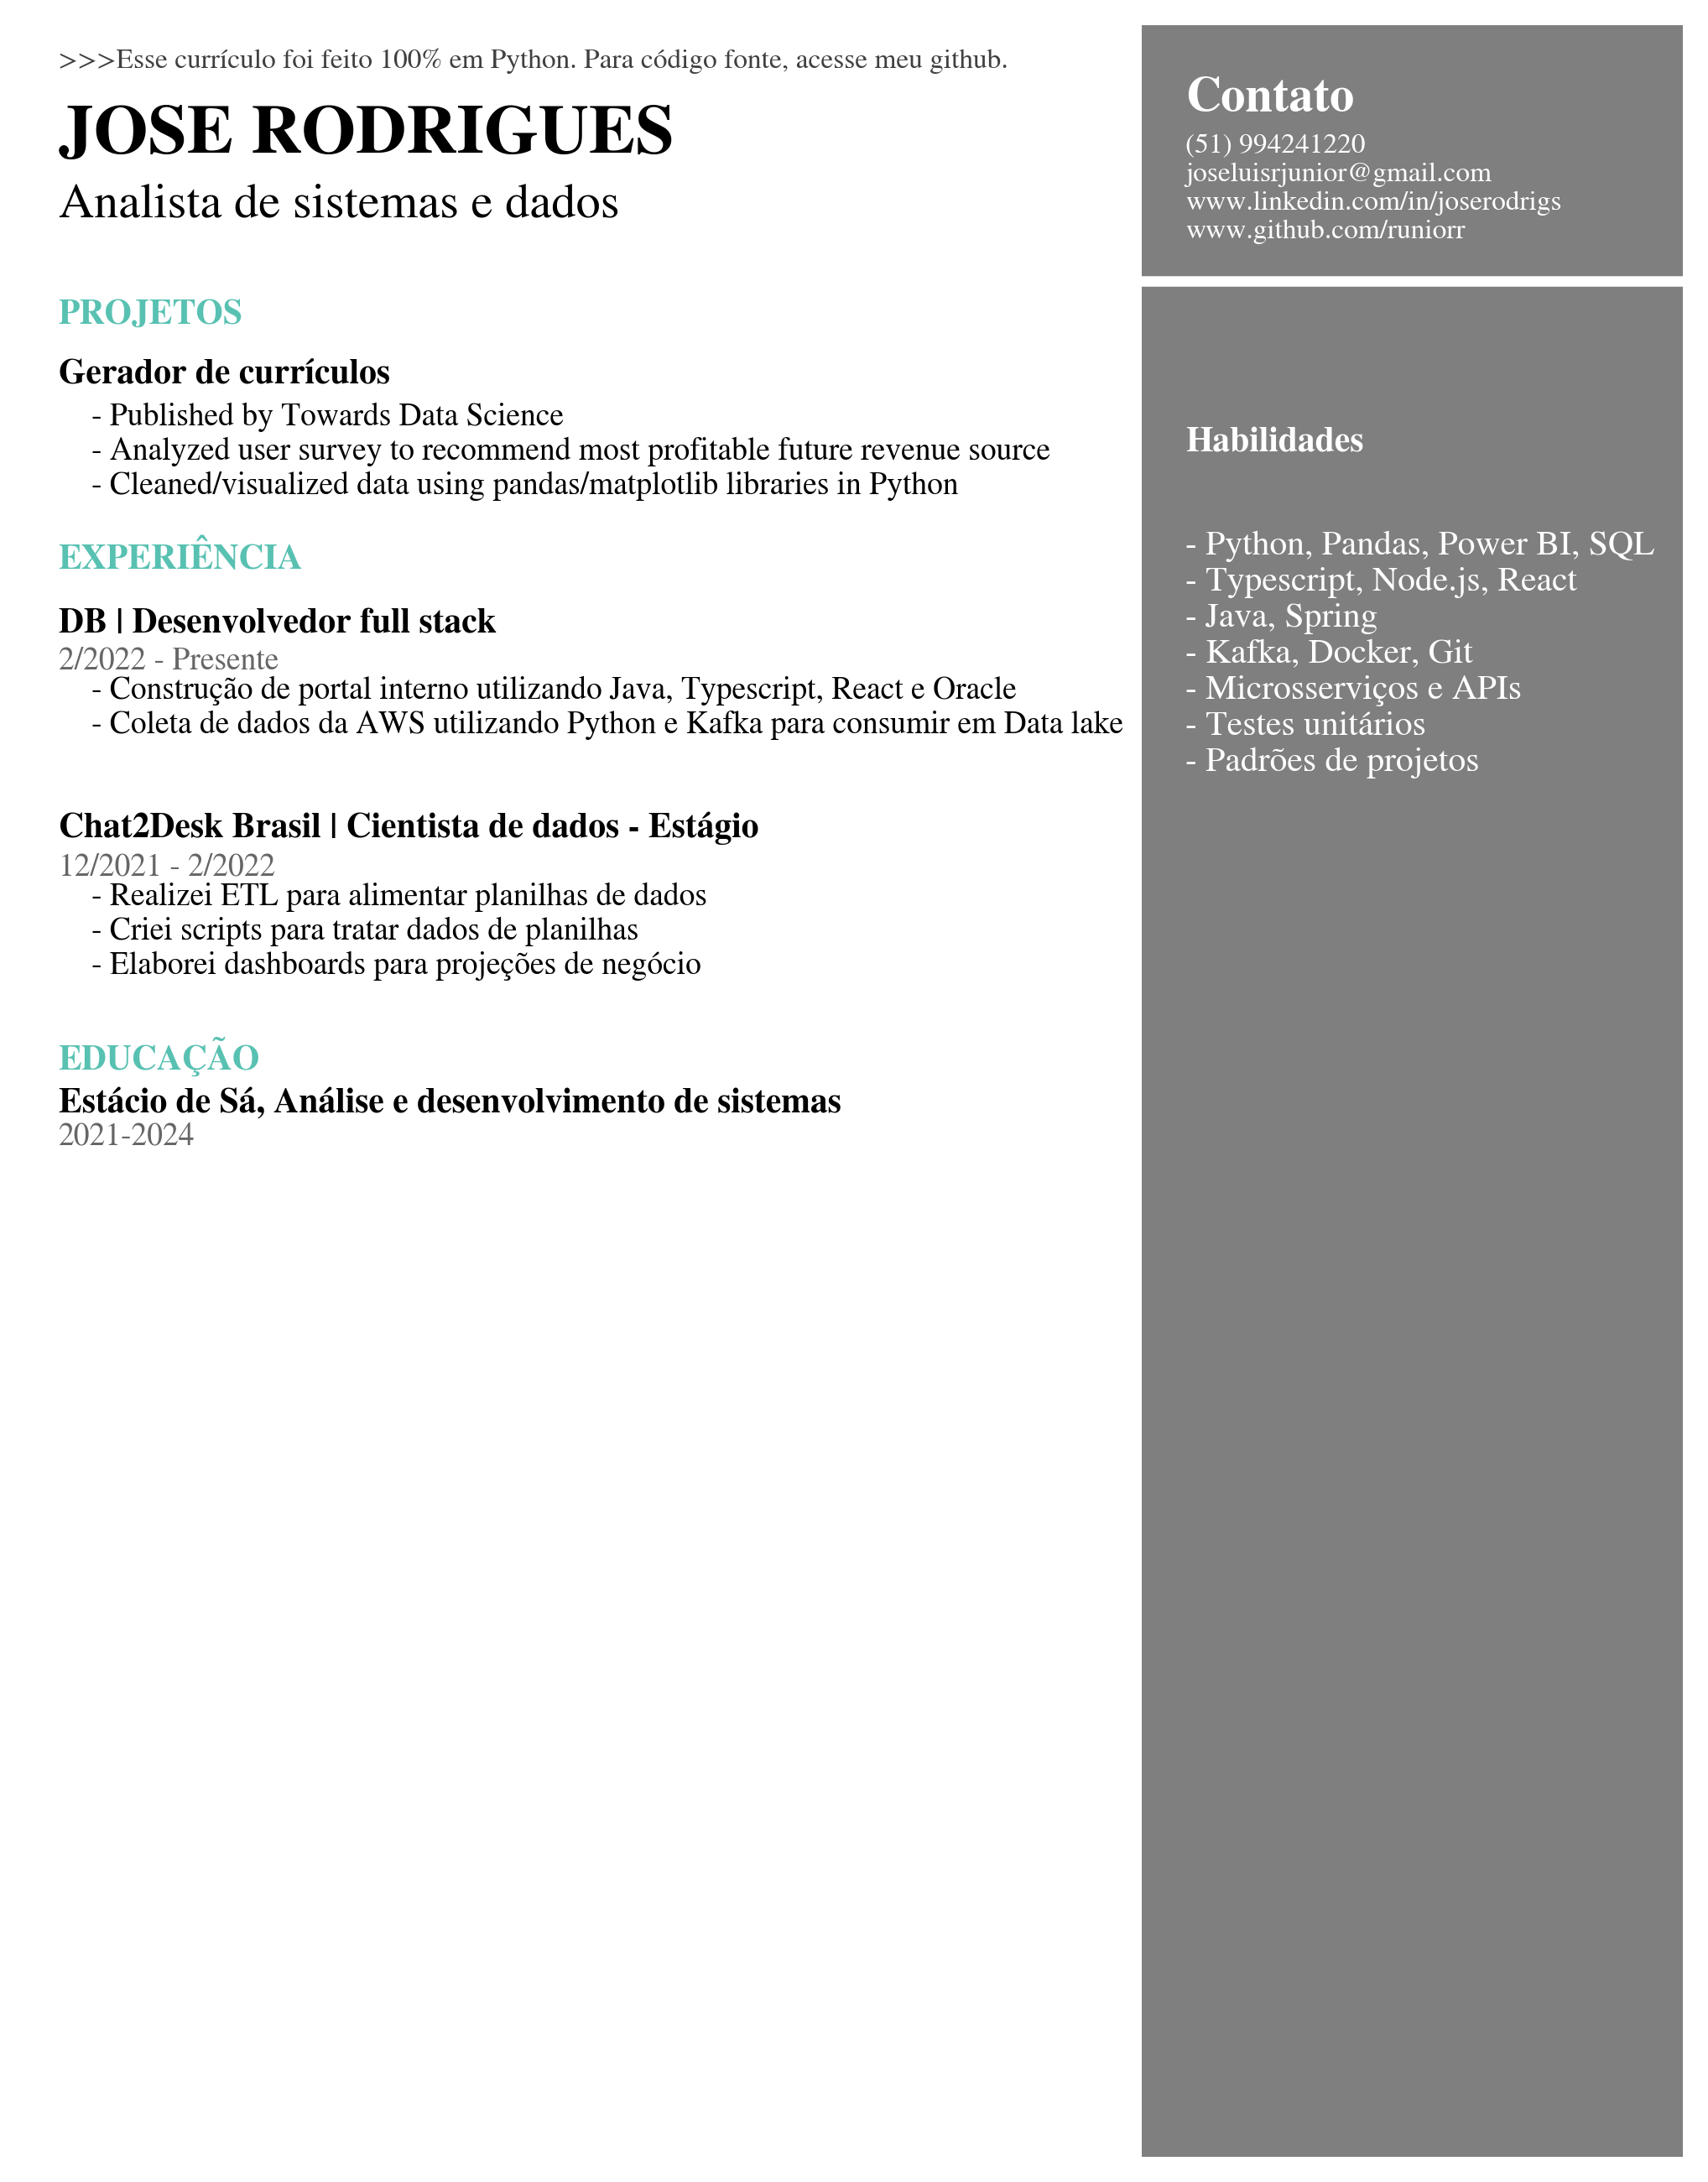 >>>Esse currículo foi feito 100% em Python. Para código fonte, acesse meu github.
JOSE RODRIGUES
Analista de sistemas e dados
PROJETOS
Gerador de currículos
- Published by Towards Data Science
- Analyzed user survey to recommend most profitable future revenue source
- Cleaned/visualized data using pandas/matplotlib libraries in Python
EXPERIÊNCIA
DB | Desenvolvedor full stack
2/2022 - Presente
- Construção de portal interno utilizando Java, Typescript, React e Oracle
- Coleta de dados da AWS utilizando Python e Kafka para consumir em Data lake
Chat2Desk Brasil | Cientista de dados - Estágio
12/2021 - 2/2022
- Realizei ETL para alimentar planilhas de dados
- Criei scripts para tratar dados de planilhas
- Elaborei dashboards para projeções de negócio
EDUCAÇÃO
Estácio de Sá, Análise e desenvolvimento de sistemas
2021-2024
Contato
(51) 994241220
joseluisrjunior@gmail.com
www.linkedin.com/in/joserodrigs
www.github.com/runiorr
Habilidades
- Python, Pandas, Power BI, SQL
- Typescript, Node.js, React
- Java, Spring
- Kafka, Docker, Git
- Microsserviços e APIs
- Testes unitários
- Padrões de projetos